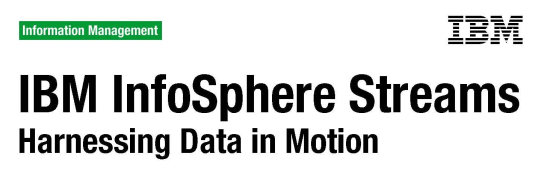 Information Management
IBM
IBM InfoSphere Streams
Harnessing Data in Motion